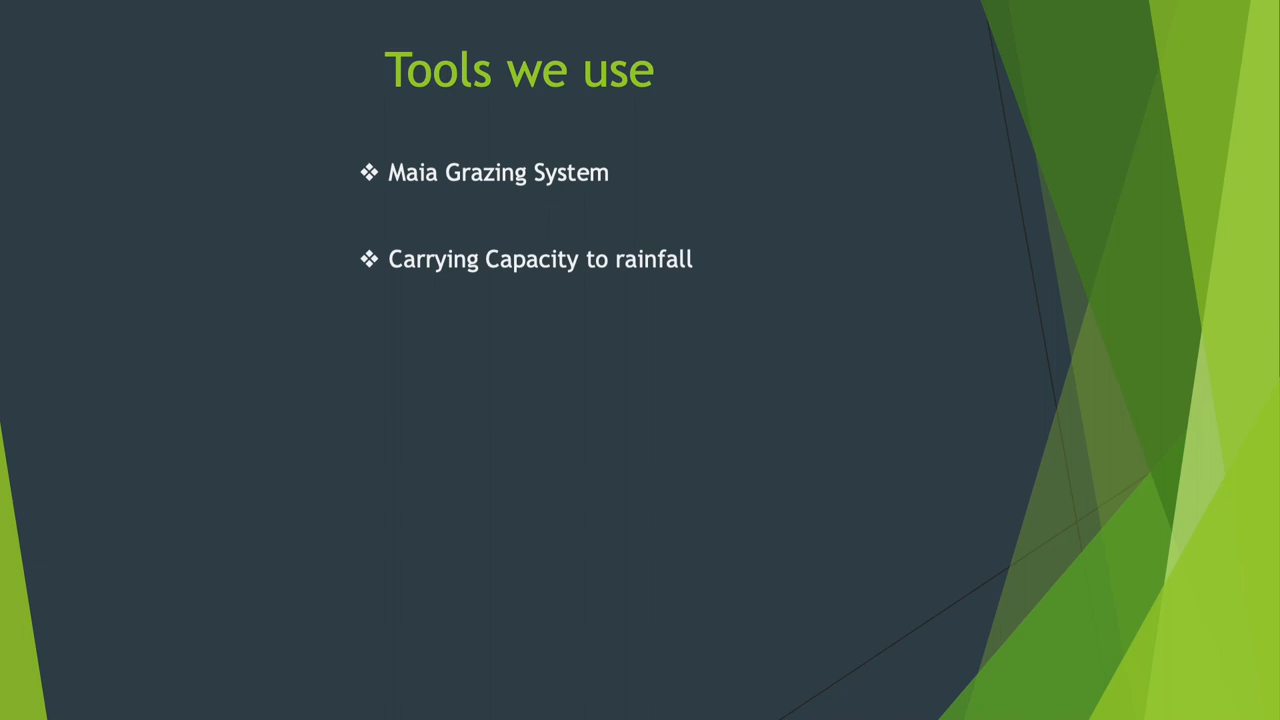 Tools we use
❖ Maia Grazing System
❖ Carrying Capacity to rainfall